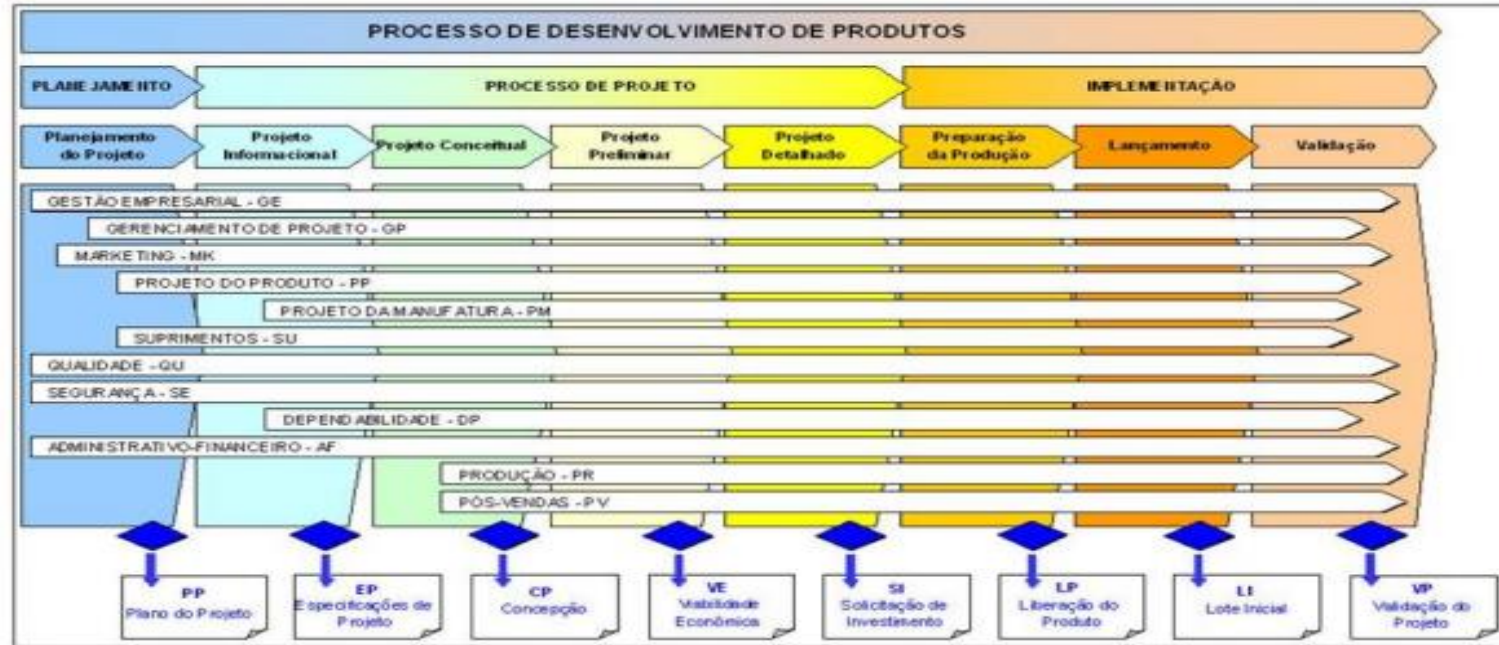 PROCESSO DE DESENVOLVIMENTO DE PRODUTOS
PLANEJAMENTO
PROCESSO DE PROJETO
IMPLEMENTAÇÃO
Planejamento
do Projeto
Projeto
Informacional
Projeto Conceitual
Projeto
Preliminar
Projeto
Detalhado
Preparação
da Produção
Lançamento
Validação
GESTÃO EMPRESARIAL - GE
GERENCIAMENTO DE PROJETO - GP
MARKETING - MK
PROJETO DO PRODUTO - PP
PROJETO DA MANUFATURA - PM
SUPRIMENTOS - SU
QUALIDADE - QU
SEGURANÇA - SE
DEPENDABILIDADE - DP
ADMINISTRATIVO-FINANCEIRO - AF
PRODUÇÃO - PR
PÓS-VENDAS - PV
PP
Plano do Projeto
EP
Especificações de
Projeto
CP
Concepção
VE
Viabilidade
Econômica
SI
Solicitação de
Investimento
LP
Liberação do
Produto
LI
Lote Inicial
VP
Validação do
Projeto